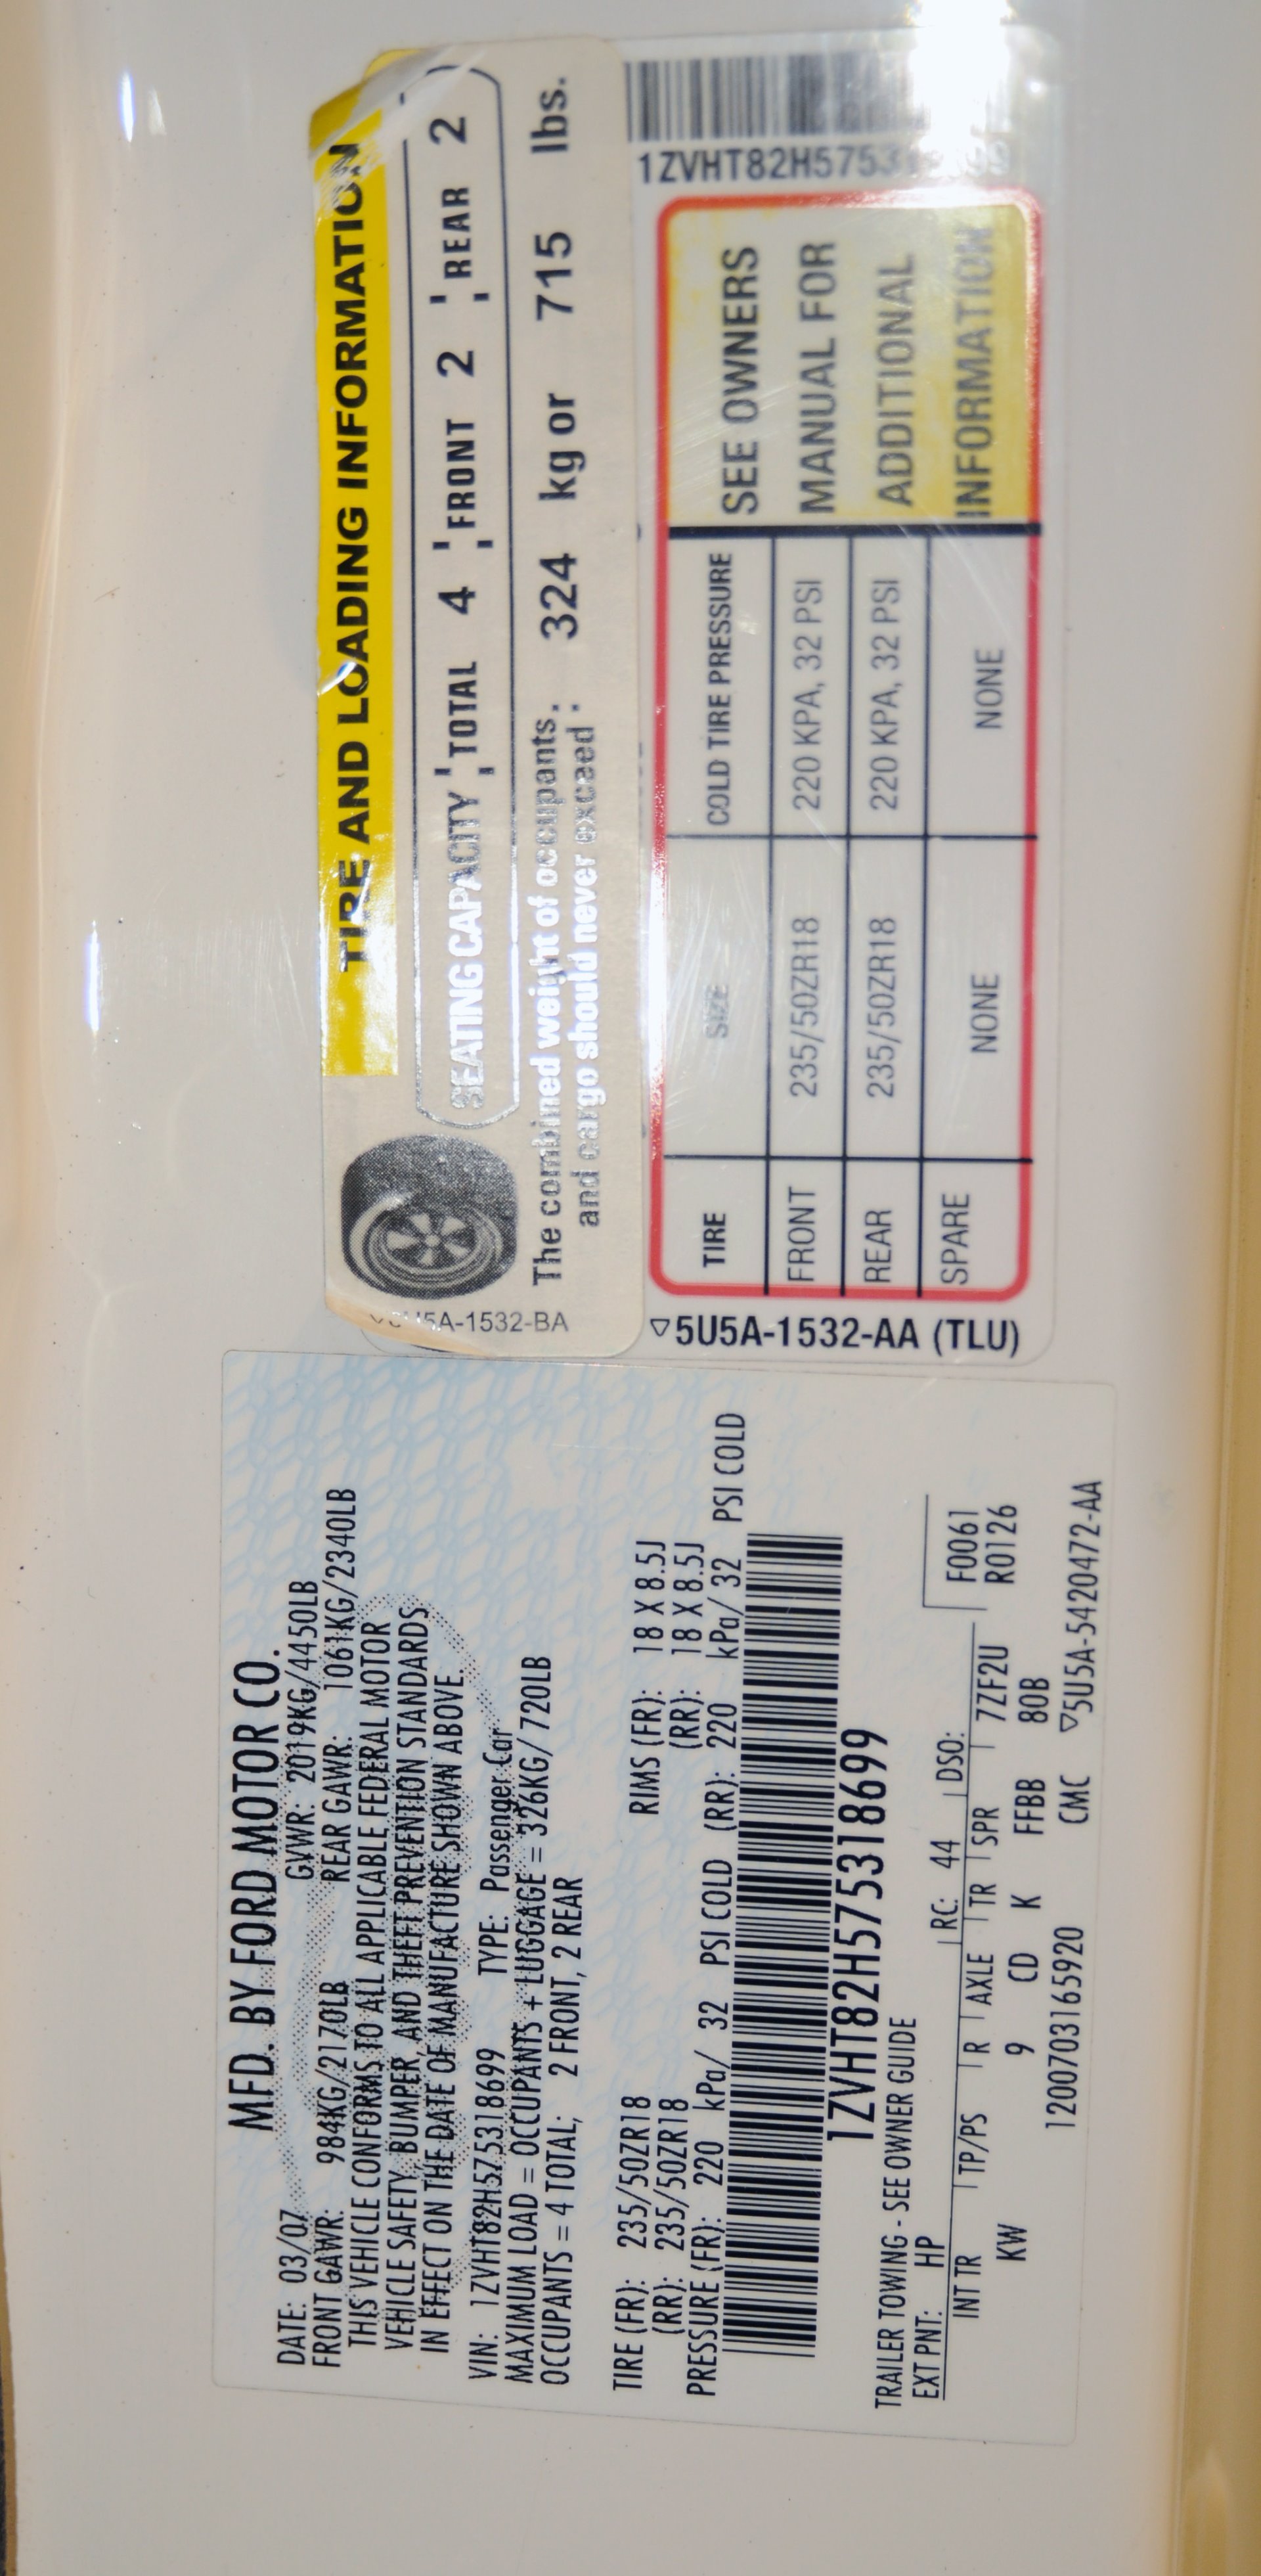 MFD. BY FORD MOTOR CO.
DATE: 03/07 GVWR: 2019KG/4450LB
FRONT GAWR: 984KG/2170LB REAR GAWR: 1061KG/2340LB
THIS VEHICLE CONFORMS TO ALL APPLICABLE FEDERAL MOTOR
VEHICLE SAFETY, BUMPER, AND THEFT PREVENTION STANDARDS
IN EFFECT ON THE DATE OF MANUFACTURE SHOWN ABOVE.
VIN: 1ZVHT82H575318699 TYPE: Passenger Car
MAXIMUM LOAD = OCCUPANTS + LUGGAGE = 326KG/720LB
OCCUPANTS = 4 TOTAL; 2 FRONT, 2 REAR
TIRE (FR): 235/50ZR18 RIMS (FR): 18 X 8.5J
(RR): 235/50ZR18 (RR): 18 X 8.5J
PRESSURE (FR): 220 kPa/ 32 PSI COLD (RR): 220 kPa/ 32 PSI COLD
1ZVHT82H575318699
TRAILER TOWING - SEE OWNER GUIDE
EXT PNT: HP RC: 44 DSO: F0061
INT TR TP/PS R AXLE TR SPR 7ZF2U R0126
KW 9 CD K FFBB 80B
1200703165920 CMC ▽5U5A-5420472-AA
TIRE AND LOADING INFORMATION
SEATING CAPACITY TOTAL 4 FRONT 2 REAR 2
The combined weight of occupants
and cargo should never exceed : 324 kg or 715 lbs.
5A-1532-BA
1ZVHT82H5753
TIRE SIZE COLD TIRE PRESSURE
FRONT 235/50ZR18 220 KPA, 32 PSI
REAR 235/50ZR18 220 KPA, 32 PSI
SPARE NONE NONE
SEE OWNERS
MANUAL FOR
ADDITIONAL
INFORMATION
▽5U5A-1532-AA (TLU)